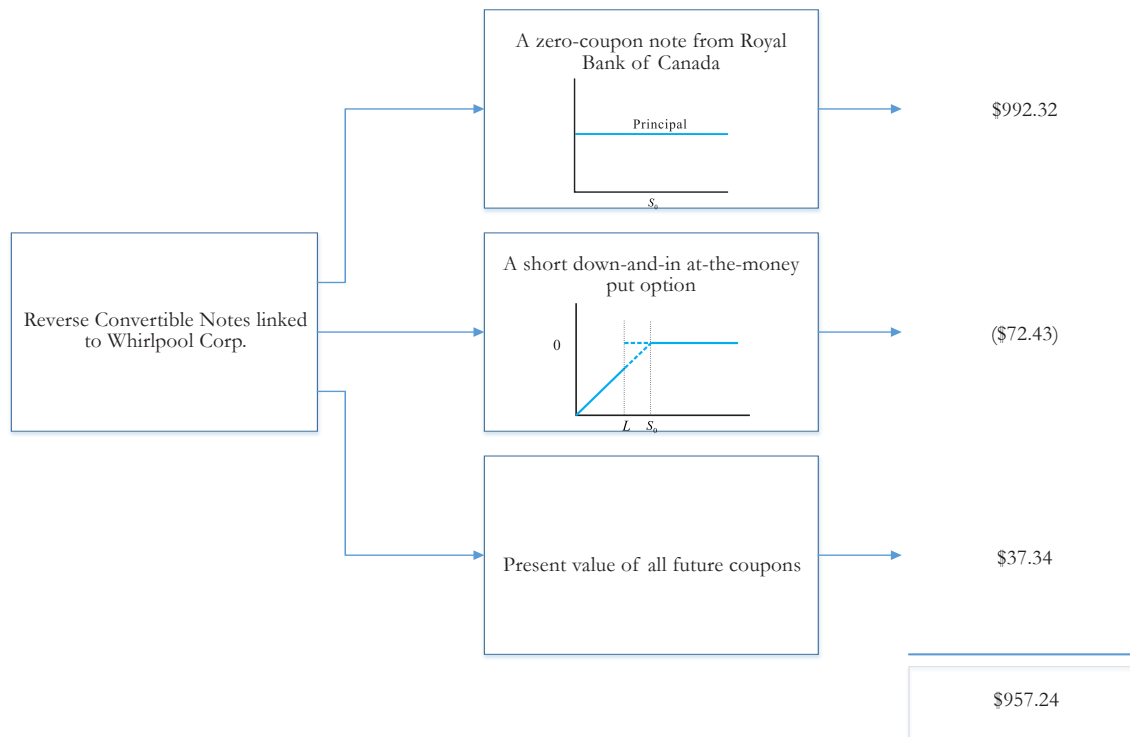 A zero-coupon note from Royal
Bank of Canada
Principal
S₀
$992.32
Reverse Convertible Notes linked
to Whirlpool Corp.
A short down-and-in at-the-money
put option
0
L S₀
($72.43)
Present value of all future coupons
$37.34
$957.24